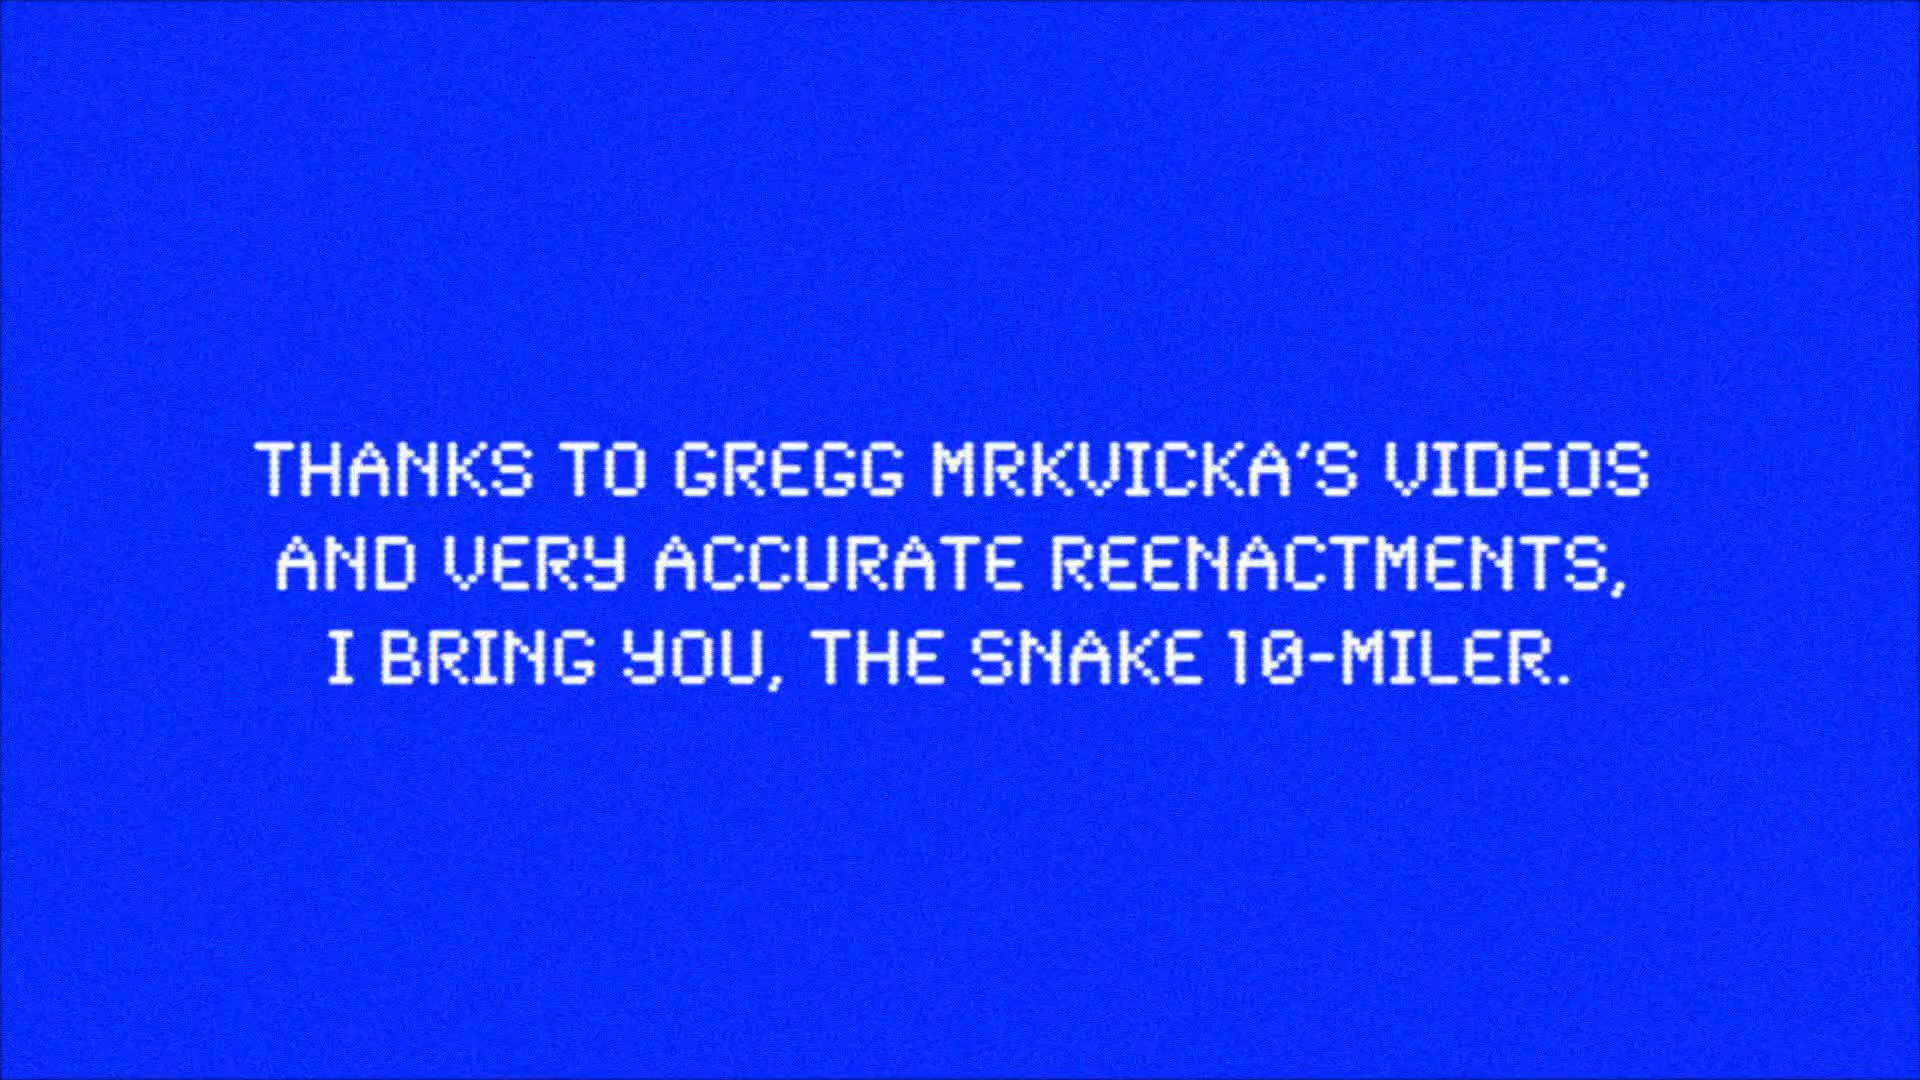 THANKS TO GREGG MRKVICKA'S VIDEOS
AND VERY ACCURATE REENACTMENTS,
I BRING YOU, THE SNAKE 10-MILER.